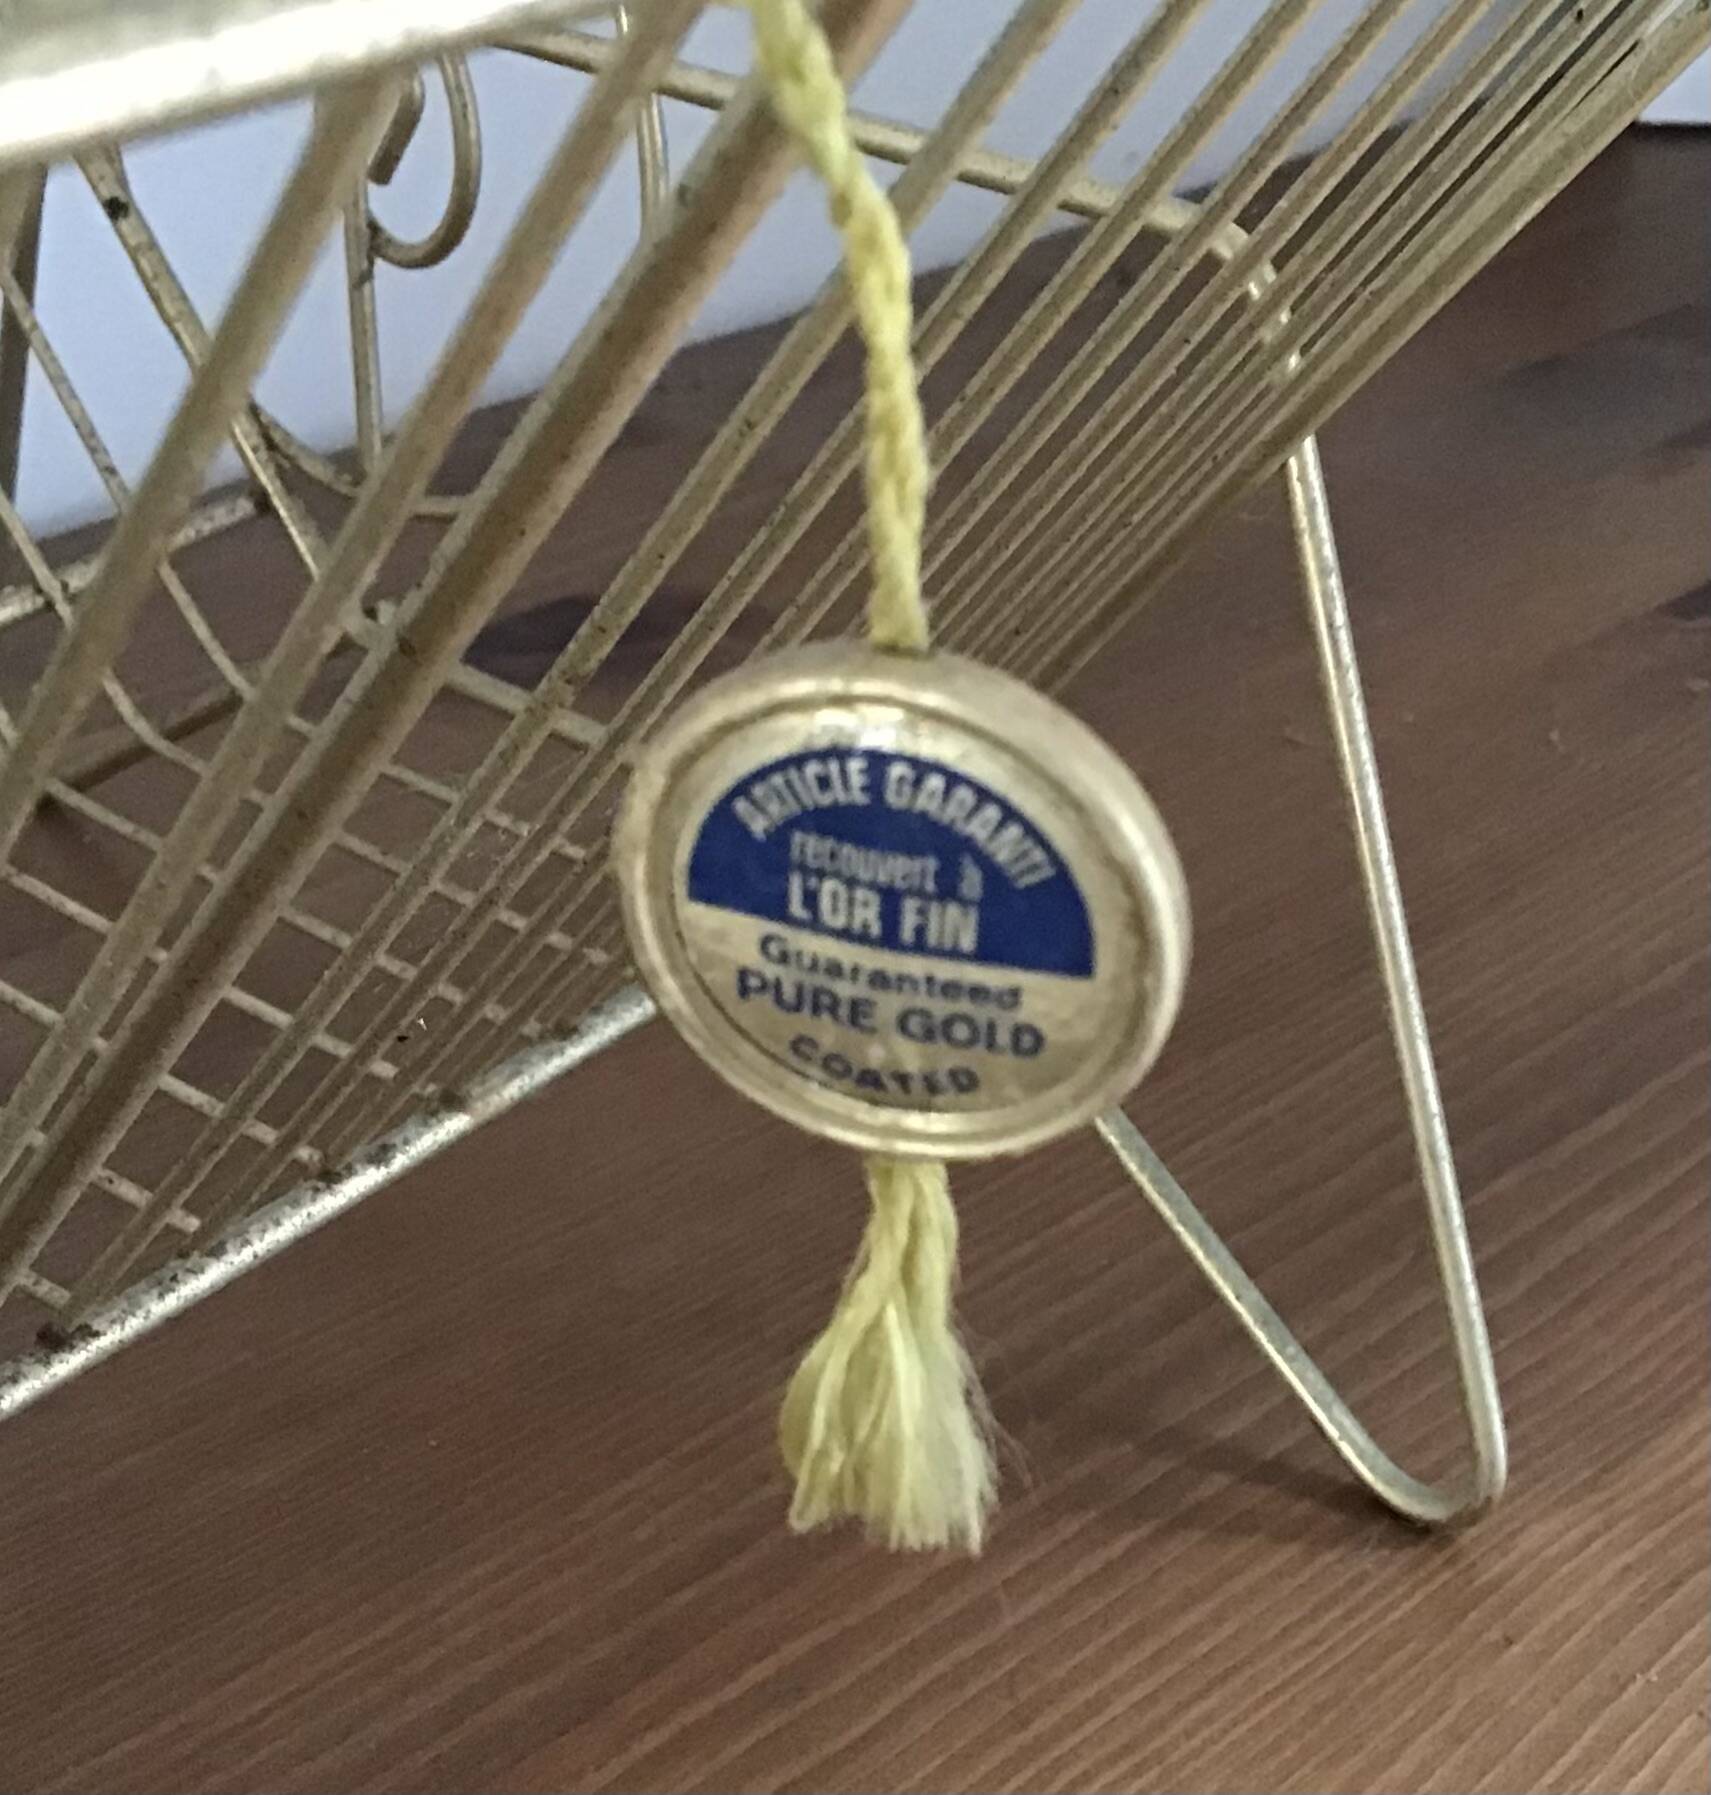 ARTICLE GARANTI
recouvert à
L'OR FIN
Guaranteed
PURE GOLD
COATED